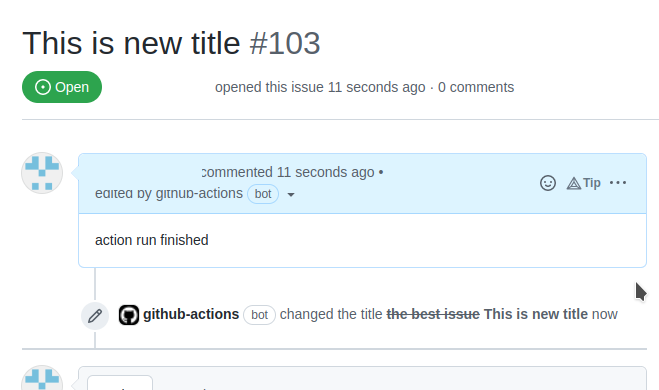 This is new title #103
Open opened this issue 11 seconds ago · 0 comments
commented 11 seconds ago •
edited by github-actions bot
Tip
action run finished
github-actions bot changed the title the best issue This is new title now